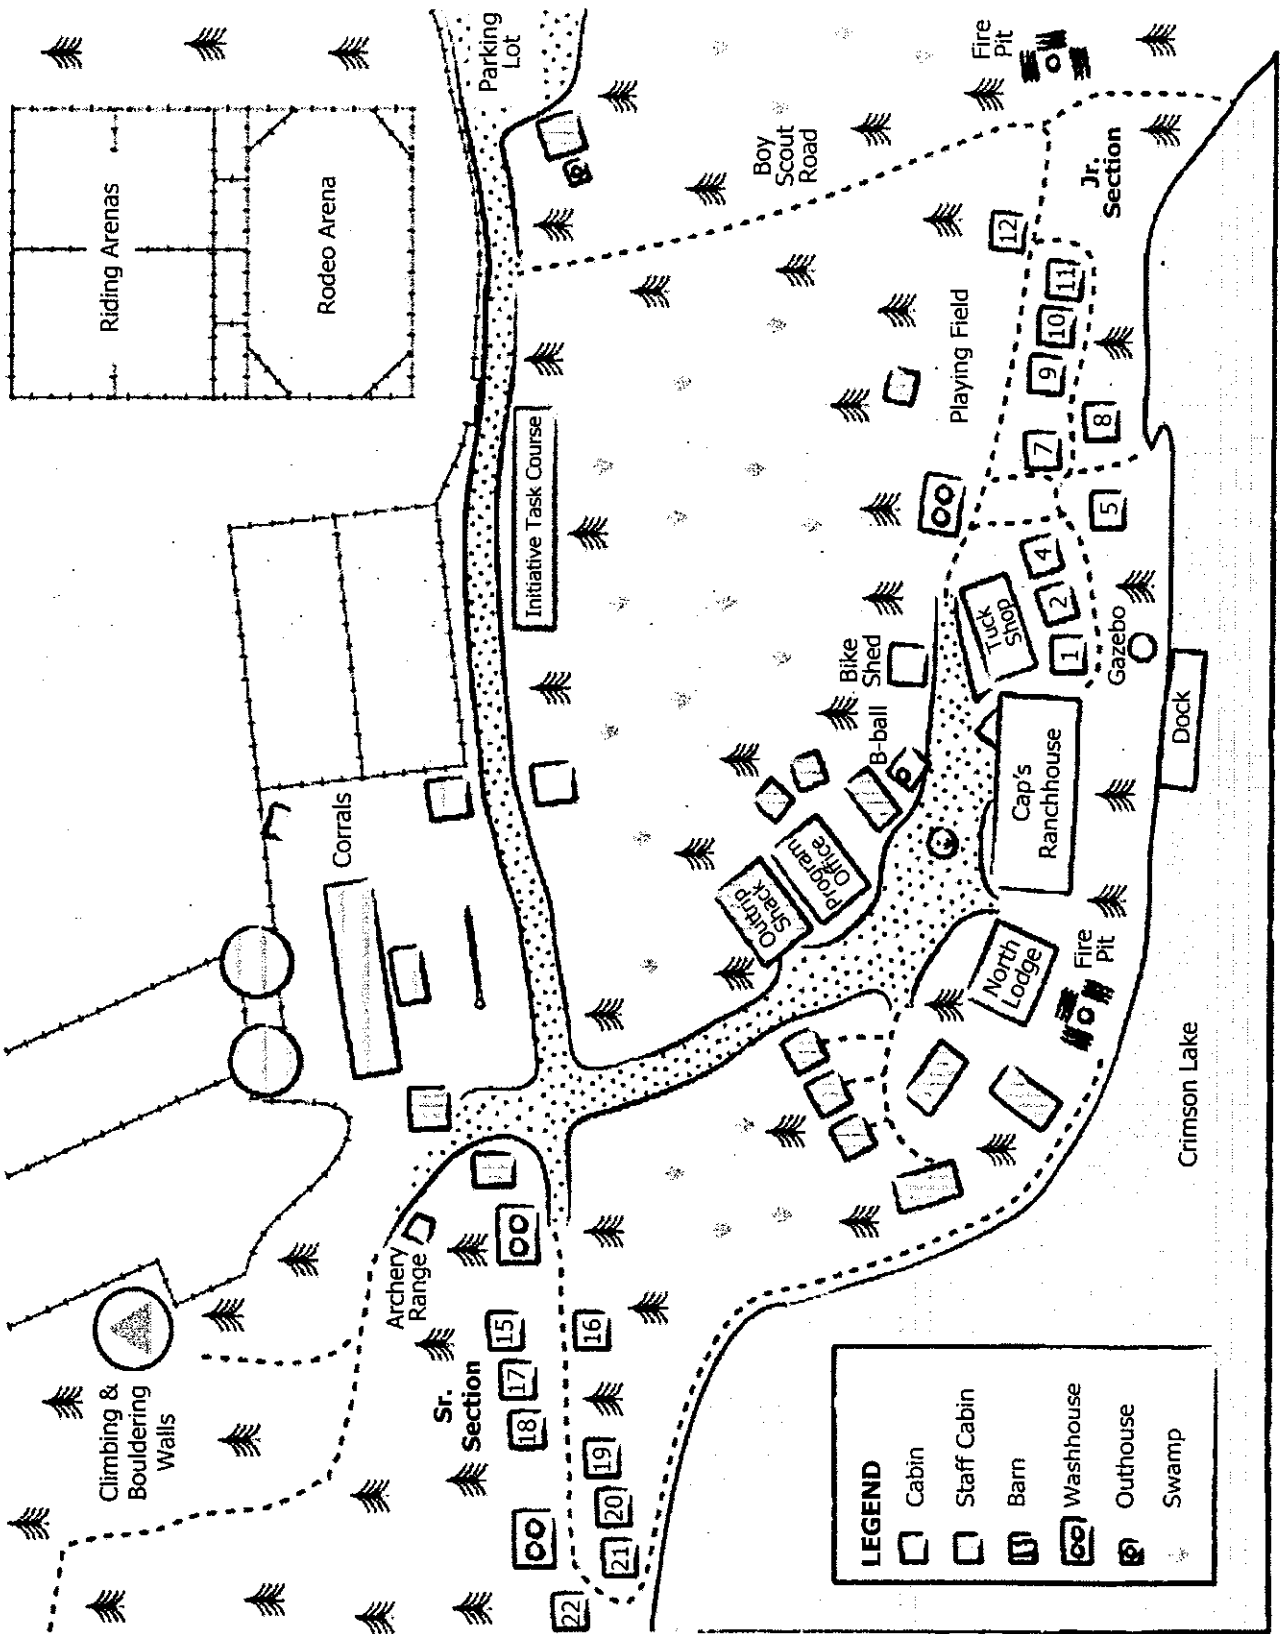 Climbing &
Bouldering
Walls
Archery
Range
Sr.
Section
Corrals
Riding Arenas
Rodeo Arena
Parking
Lot
Initiative Task Course
Boy
Scout
Road
Fire
Pit
Jr.
Section
Playing Field
Bike
Shed
B-ball
Outtrip
Shack
Program
Office
Tuck
Shop
Cap's
Ranchhouse
North
Lodge
Fire
Pit
Gazebo
Dock
Crimson Lake
1
2
4
5
7
8
9
10
11
12
15
16
17
18
19
20
21
22
LEGEND
Cabin
Staff Cabin
Barn
Washhouse
Outhouse
Swamp